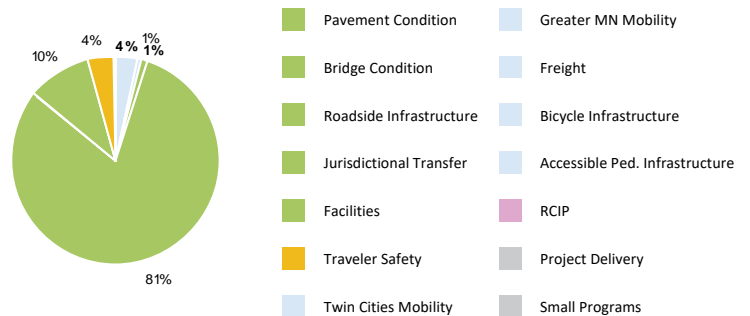 4%
4%
1%
1%
10%
81%
Pavement Condition
Bridge Condition
Roadside Infrastructure
Jurisdictional Transfer
Facilities
Traveler Safety
Twin Cities Mobility
Greater MN Mobility
Freight
Bicycle Infrastructure
Accessible Ped. Infrastructure
RCIP
Project Delivery
Small Programs